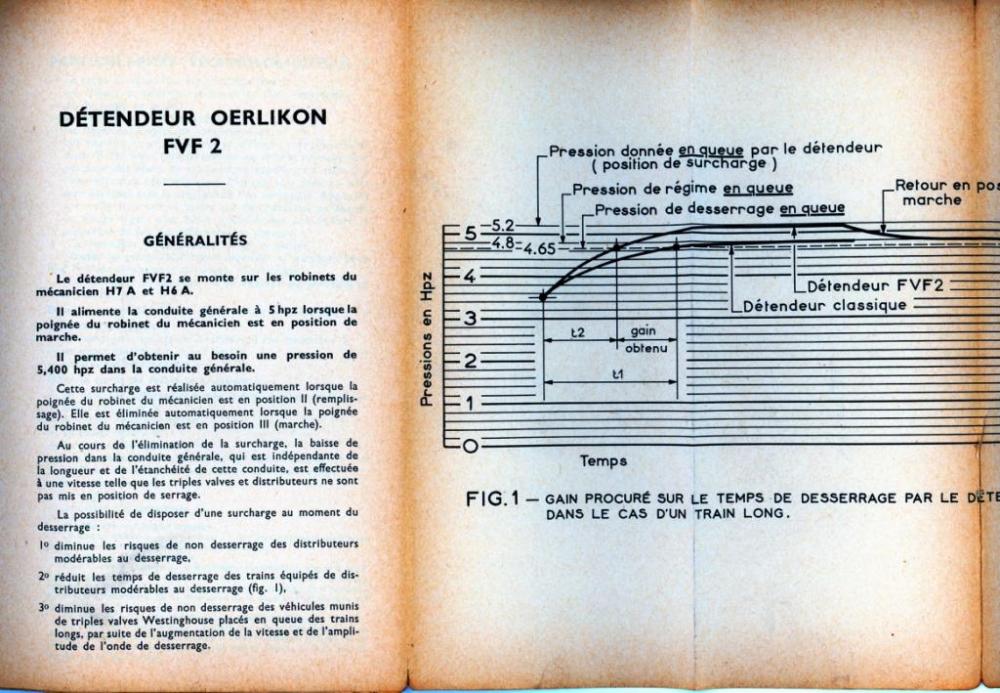 DÉTENDEUR OERLIKON
FVF 2
GÉNÉRALITÉS
Le détendeur FVF2 se monte sur les robinets du
mécanicien H7 A et H6 A.
Il alimente la conduite générale à 5 hpz lorsque la
poignée du robinet du mécanicien est en position de
marche.
Il permet d'obtenir au besoin une pression de
5,400 hpz dans la conduite générale.
Cette surcharge est réalisée automatiquement lorsque la
poignée du robinet du mécanicien est en position II (remplis-
sage). Elle est éliminée automatiquement lorsque la poignée
du robinet du mécanicien est en position III (marche).
Au cours de l'élimination de la surcharge, la baisse de
pression dans la conduite générale, qui est indépendante de
la longueur et de l'étanchéité de cette conduite, est effectuée
à une vitesse telle que les triples valves et distributeurs ne sont
pas mis en position de serrage.
La possibilité de disposer d'une surcharge au moment du
desserrage :
1º diminue les risques de non desserrage des distributeurs
modérables au desserrage,
2º réduit les temps de desserrage des trains équipés de dis-
tributeurs modérables au desserrage (fig. 1),
3º diminue les risques de non desserrage des véhicules munis
de triples valves Westinghouse placés en queue des trains
longs, par suite de l'augmentation de la vitesse et de l'ampli-
tude de l'onde de desserrage.
Pression donnée en queue par le détendeur
( position de surcharge )
Pression de régime en queue
Retour en pos
marche
Pression de desserrage en queue
5 5.2
4.8 4.65
4
Détendeur FVF2
Détendeur classique
3
t2 gain
obtenu
2
t1
1
0
Pressions en Hpz
Temps
FIG.1 — GAIN PROCURÉ SUR LE TEMPS DE DESSERRAGE PAR LE DÉTE
DANS LE CAS D'UN TRAIN LONG.